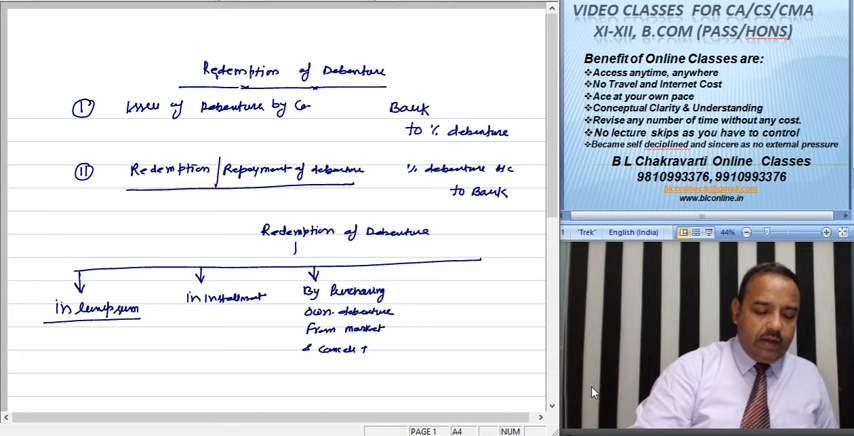 Redemption of Debenture
I Issue of Debenture by Co Bank
to % debenture
II Redemption / Repayment of debenture % debenture Ac
to Bank
Redemption of Debenture
in lumpsum
in installment
By Purchasing
own debenture
From market
& Cancel t
PAGE 1 A4 NUM
VIDEO CLASSES FOR CA/CS/CMA
XI-XII, B.COM (PASS/HONS)
Benefit of Online Classes are:
❖Access anytime, anywhere
❖No Travel and Internet Cost
❖Ace at your own pace
❖Conceptual Clarity & Understanding
❖Revise any number of time without any cost.
❖No lecture skips as you have to control
❖Became self deciplined and sincere as no external pressure
B L Chakravarti Online Classes
9810993376, 9910993376
www.blconline.in
'Trek' English (India) 44%